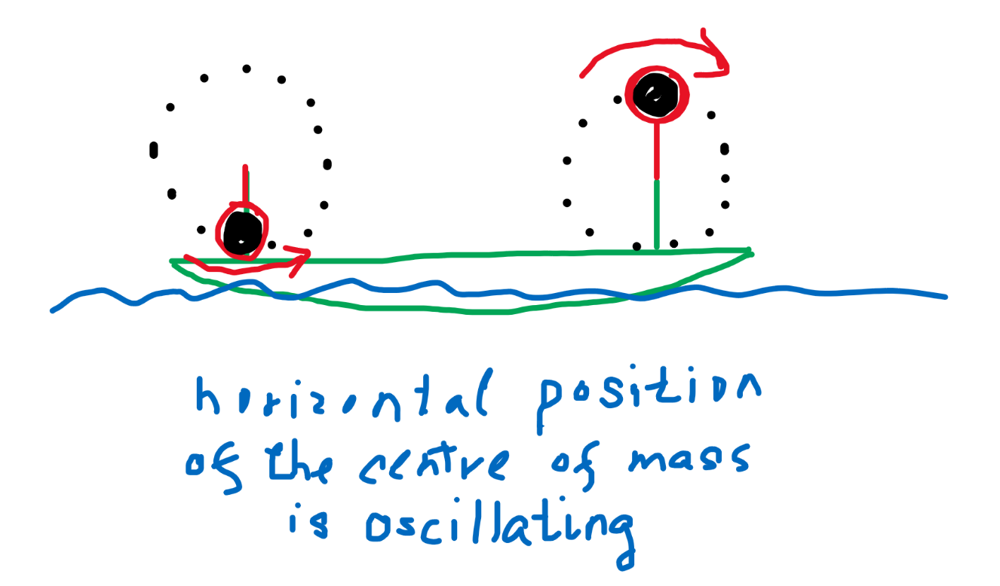 horizontal position
of the centre of mass
is oscillating